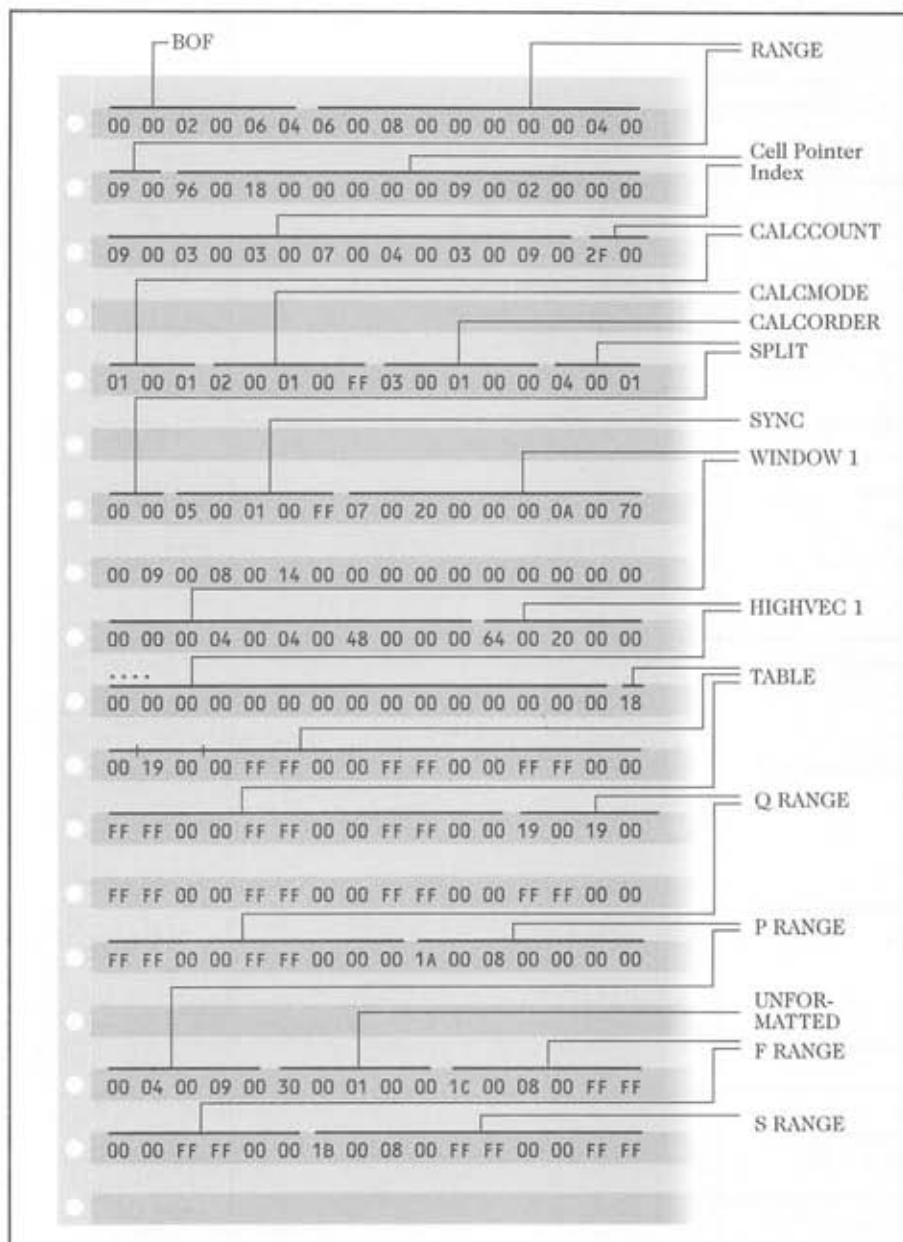 BOF
RANGE
00 00 02 00 06 04 06 00 08 00 00 00 00 00 04 00
Cell Pointer
Index
09 00 96 00 18 00 00 00 00 00 09 00 02 00 00 00
CALCCOUNT
09 00 03 00 03 00 07 00 04 00 03 00 09 00 2F 00
CALCMODE
CALCORDER
SPLIT
01 00 01 02 00 01 00 FF 03 00 01 00 00 04 00 01
SYNC
WINDOW 1
00 00 05 00 01 00 FF 07 00 20 00 00 00 0A 00 70
00 09 00 08 00 14 00 00 00 00 00 00 00 00 00 00
HIGHVEC 1
00 00 00 04 00 04 00 48 00 00 00 64 00 20 00 00
....
TABLE
00 00 00 00 00 00 00 00 00 00 00 00 00 00 00 18
00 19 00 00 FF FF 00 00 FF FF 00 00 FF FF 00 00
Q RANGE
FF FF 00 00 FF FF 00 00 FF FF 00 00 19 00 19 00
FF FF 00 00 FF FF 00 00 FF FF 00 00 FF FF 00 00
P RANGE
FF FF 00 00 FF FF 00 00 00 1A 00 08 00 00 00 00
UNFOR-
MATTED
F RANGE
00 04 00 09 00 30 00 01 00 00 1C 00 08 00 FF FF
S RANGE
00 00 FF FF 00 00 1B 00 08 00 FF FF 00 00 FF FF